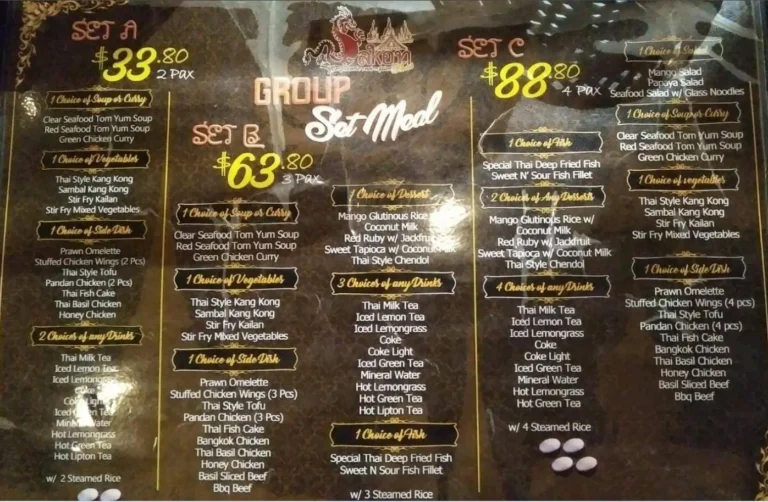 SET A
$33.80
2 Pax
1 Choice of Soup or Curry
Clear Seafood Tom Yum Soup
Red Seafood Tom Yum Soup
Green Chicken Curry
1 Choice of Vegetables
Thai Style Kang Kong
Sambal Kang Kong
Stir Fry Kailan
Stir Fry Mixed Vegetables
1 Choice of Side Dish
Prawn Omelette
Stuffed Chicken Wings (2 Pcs)
Thai Style Tofu
Pandan Chicken (2 Pcs)
Thai Fish Cake
Thai Basil Chicken
Honey Chicken
2 Choices of any Drinks
Thai Milk Tea
Iced Lemon Tea
Iced Lemongrass
Coke
Coke Light
Iced Green Tea
Mineral Water
Hot Lemongrass
Hot Green Tea
Hot Lipton Tea
w/ 2 Steamed Rice
GROUP
Set Meal
SET B
$63.80
3 Pax
1 Choice of Soup or Curry
Clear Seafood Tom Yum Soup
Red Seafood Tom Yum Soup
Green Chicken Curry
1 Choice of Vegetables
Thai Style Kang Kong
Sambal Kang Kong
Stir Fry Kailan
Stir Fry Mixed Vegetables
1 Choice of Side Dish
Prawn Omelette
Stuffed Chicken Wings (3 Pcs)
Thai Style Tofu
Pandan Chicken (3 Pcs)
Thai Fish Cake
Bangkok Chicken
Thai Basil Chicken
Honey Chicken
Basil Sliced Beef
Bbq Beef
1 Choice of Dessert
Mango Glutinous Rice w/
Coconut Milk
Red Ruby w/ Jackfruit
Sweet Tapioca w/ Coconut Milk
Thai Style Chendol
3 Choices of any Drinks
Thai Milk Tea
Iced Lemon Tea
Iced Lemongrass
Coke
Coke Light
Iced Green Tea
Mineral Water
Hot Lemongrass
Hot Green Tea
Hot Lipton Tea
1 Choice of Fish
Special Thai Deep Fried Fish
Sweet N Sour Fish Fillet
w/ 3 Steamed Rice
SET C
$88.80
4 Pax
1 Choice of Fish
Special Thai Deep Fried Fish
Sweet N' Sour Fish Fillet
2 Choices of Any Desserts
Mango Glutinous Rice w/
Coconut Milk
Red Ruby w/ Jackfruit
Sweet Tapioca w/ Coconut Milk
Thai Style Chendol
4 Choices of any Drinks
Thai Milk Tea
Iced Lemon Tea
Iced Lemongrass
Coke
Coke Light
Iced Green Tea
Mineral Water
Hot Lemongrass
Hot Green Tea
w/ 4 Steamed Rice
1 Choice of Salad
Mango Salad
Papaya Salad
Seafood Salad w/ Glass Noodles
1 Choice of Soup or Curry
Clear Seafood Tom Yum Soup
Red Seafood Tom Yum Soup
Green Chicken Curry
1 Choice of vegetables
Thai Style Kang Kong
Sambal Kang Kong
Stir Fry Kailan
Stir Fry Mixed Vegetables
1 Choice of Side Dish
Prawn Omelette
Stuffed Chicken Wings (4 pcs)
Thai Style Tofu
Pandan Chicken (4 pcs)
Thai Fish Cake
Bangkok Chicken
Thai Basil Chicken
Honey Chicken
Basil Sliced Beef
Bbq Beef